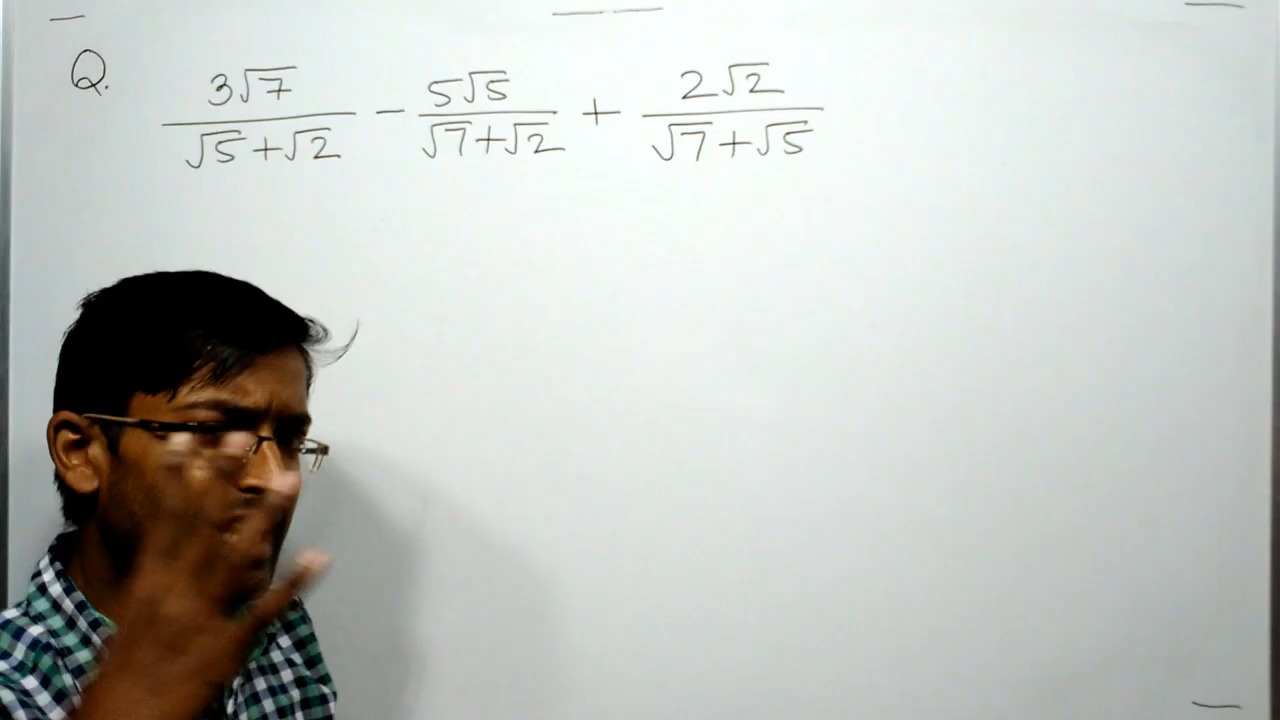 Q. 3√7/(√5+√2) - 5√5/(√7+√2) + 2√2/(√7+√5)